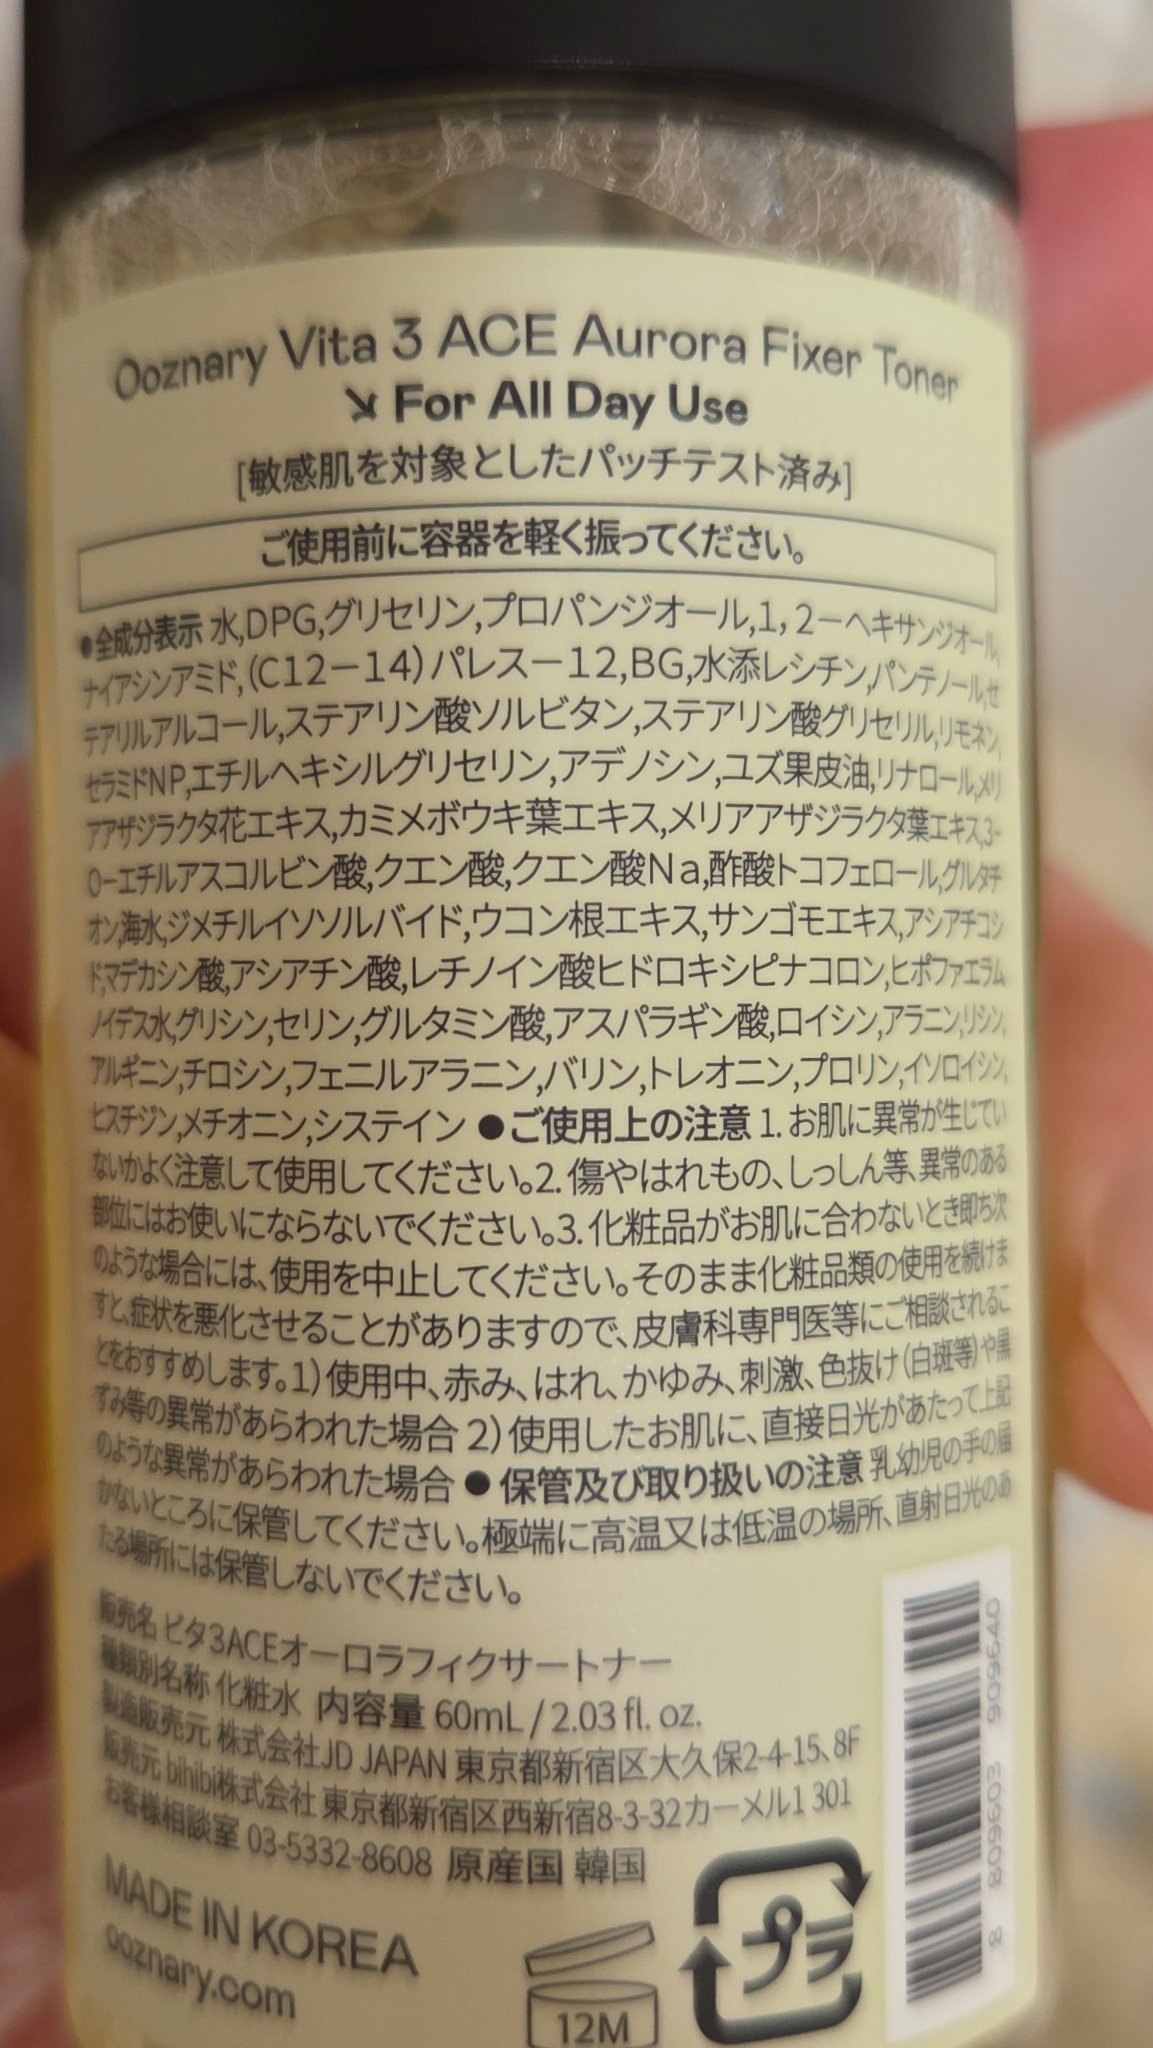 Ooznary Vita 3 ACE Aurora Fixer Toner
↘ For All Day Use
[敏感肌を対象としたパッチテスト済み]
ご使用前に容器を軽く振ってください。
●全成分表示 水,DPG,グリセリン,プロパンジオール,1，2－ヘキサンジオール,
ナイアシンアミド,(C12－14)パレス－12,BG,水添レシチン,パンテノール,セ
テアリルアルコール,ステアリン酸ソルビタン,ステアリン酸グリセリル,リモネン,
セラミドNP,エチルヘキシルグリセリン,アデノシン,ユズ果皮油,リナロール,メリ
アアザジラクタ花エキス,カミメボウキ葉エキス,メリアアザジラクタ葉エキス,3-
O-エチルアスコルビン酸,クエン酸,クエン酸Na,酢酸トコフェロール,グルタチ
オン,海水,ジメチルイソソルバイド,ウコン根エキス,サンゴモエキス,アシアチコシ
ド,マデカシン酸,アシアチン酸,レチノイン酸ヒドロキシピナコロン,ヒポファエラム
ノイデス水,グリシン,セリン,グルタミン酸,アスパラギン酸,ロイシン,アラニン,リシン,
アルギニン,チロシン,フェニルアラニン,バリン,トレオニン,プロリン,イソロイシン,
ヒスチジン,メチオニン,システイン ●ご使用上の注意 1. お肌に異常が生じてい
ないかよく注意して使用してください。2. 傷やはれもの、しっしん等、異常のある
部位にはお使いにならないでください。3. 化粧品がお肌に合わないとき即ち次
のような場合には、使用を中止してください。そのまま化粧品類の使用を続けま
すと、症状を悪化させることがありますので、皮膚科専門医等にご相談されるこ
とをおすすめします。1) 使用中、赤み、はれ、かゆみ、刺激、色抜け(白斑等)や黒
ずみ等の異常があらわれた場合 2) 使用したお肌に、直接日光があたって上記
のような異常があらわれた場合 ● 保管及び取り扱いの注意 乳幼児の手の届
かないところに保管してください。極端に高温又は低温の場所、直射日光のあ
たる場所には保管しないでください。
販売名 ビタ3ACEオーロラフィクサートナー
種類別名称 化粧水 内容量 60mL / 2.03 fl. oz.
製造販売元 株式会社JD JAPAN 東京都新宿区大久保2-4-15、8F
販売元 blhibi株式会社 東京都新宿区西新宿8-3-32カーメル1 301
お客様相談室 03-5332-8608 原産国 韓国
MADE IN KOREA
ooznary.com
12M
プラ
8 809603 909640